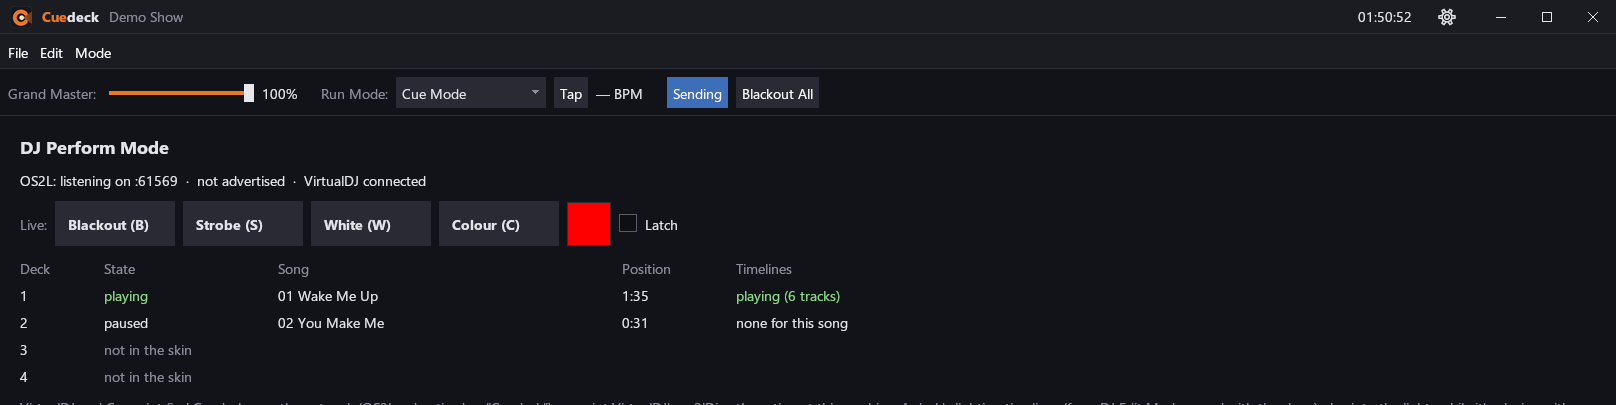 Cuedeck Demo Show 01:50:52
File Edit Mode
Grand Master: 100% Run Mode: Cue Mode Tap — BPM Sending Blackout All
DJ Perform Mode
OS2L: listening on :61569 · not advertised · VirtualDJ connected
Live: Blackout (B) Strobe (S) White (W) Colour (C) Latch
Deck State Song Position Timelines
1 playing 01 Wake Me Up 1:35 playing (6 tracks)
2 paused 02 You Make Me 0:31 none for this song
3 not in the skin
4 not in the skin